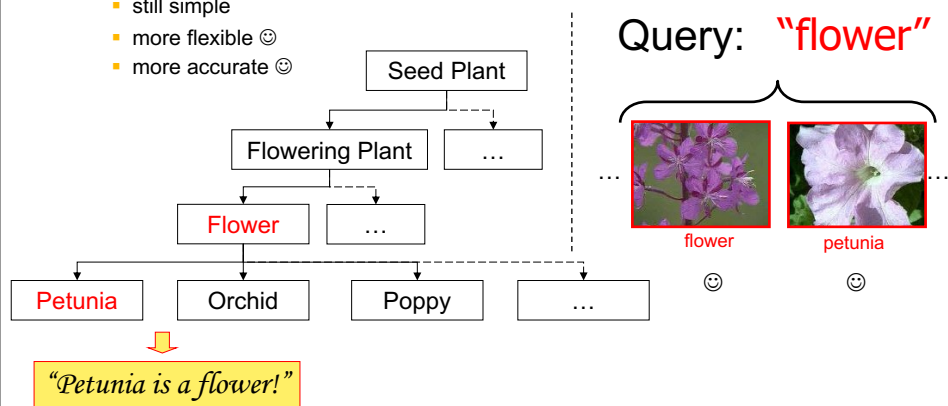 still simple
more flexible ☺
more accurate ☺
Seed Plant
Flowering Plant
…
Flower
…
Petunia
Orchid
Poppy
…
“Petunia is a flower!”
Query: “flower”
…
…
flower
petunia
☺
☺